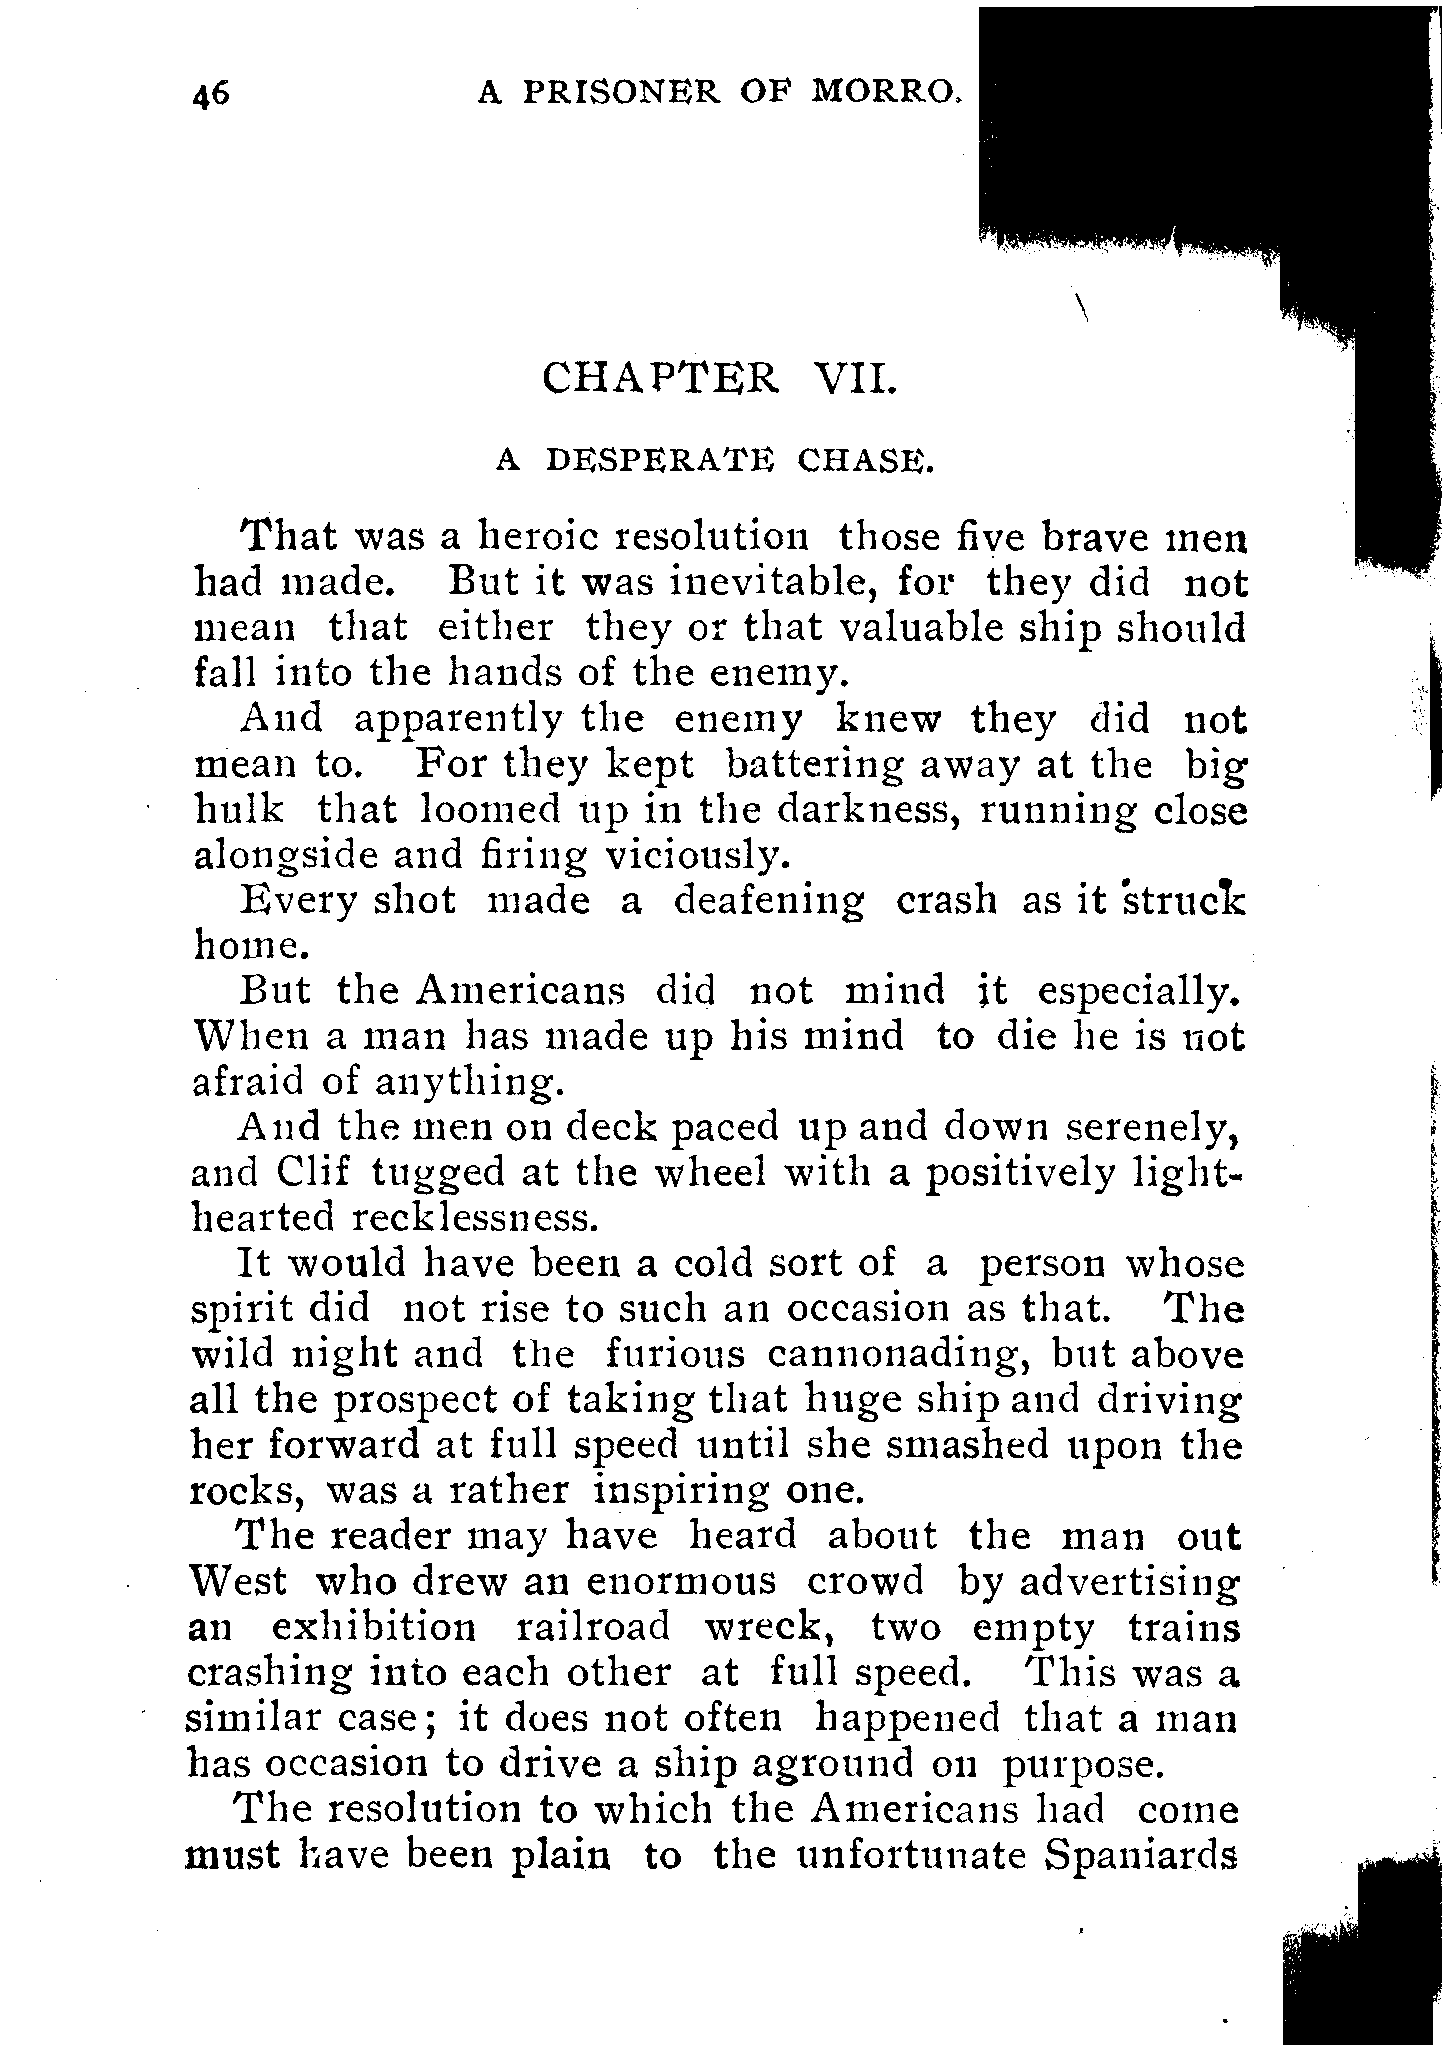 46 A PRISONER OF MORRO.
CHAPTER VII.
A DESPERATE CHASE.
That was a heroic resolution those five brave men
had made. But it was inevitable, for they did not
mean that either they or that valuable ship should
fall into the hands of the enemy.
And apparently the enemy knew they did not
mean to. For they kept battering away at the big
hulk that loomed up in the darkness, running close
alongside and firing viciously.
Every shot made a deafening crash as it struck
home.
But the Americans did not mind it especially.
When a man has made up his mind to die he is not
afraid of anything.
And the men on deck paced up and down serenely,
and Clif tugged at the wheel with a positively light-
hearted recklessness.
It would have been a cold sort of a person whose
spirit did not rise to such an occasion as that. The
wild night and the furious cannonading, but above
all the prospect of taking that huge ship and driving
her forward at full speed until she smashed upon the
rocks, was a rather inspiring one.
The reader may have heard about the man out
West who drew an enormous crowd by advertising
an exhibition railroad wreck, two empty trains
crashing into each other at full speed. This was a
similar case; it does not often happened that a man
has occasion to drive a ship aground on purpose.
The resolution to which the Americans had come
must have been plain to the unfortunate Spaniards